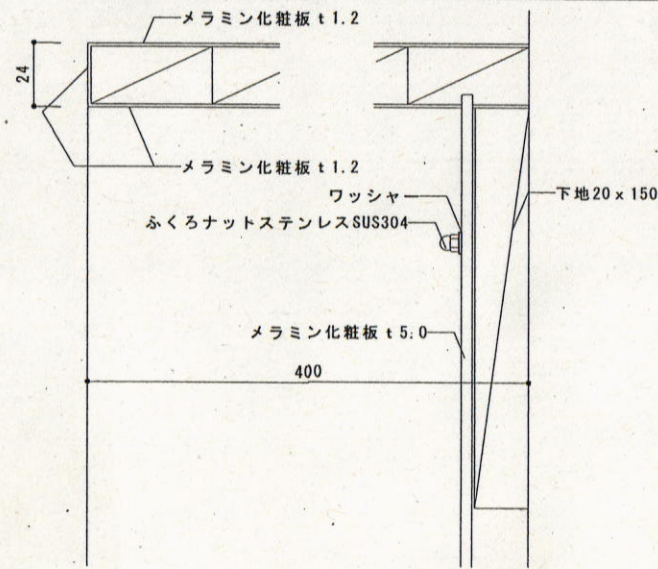 メラミン化粧板 t 1.2
24
メラミン化粧板 t 1.2
ワッシャ
下地20 x 150
ふくろナットステンレスSUS304
メラミン化粧板 t 5.0
400